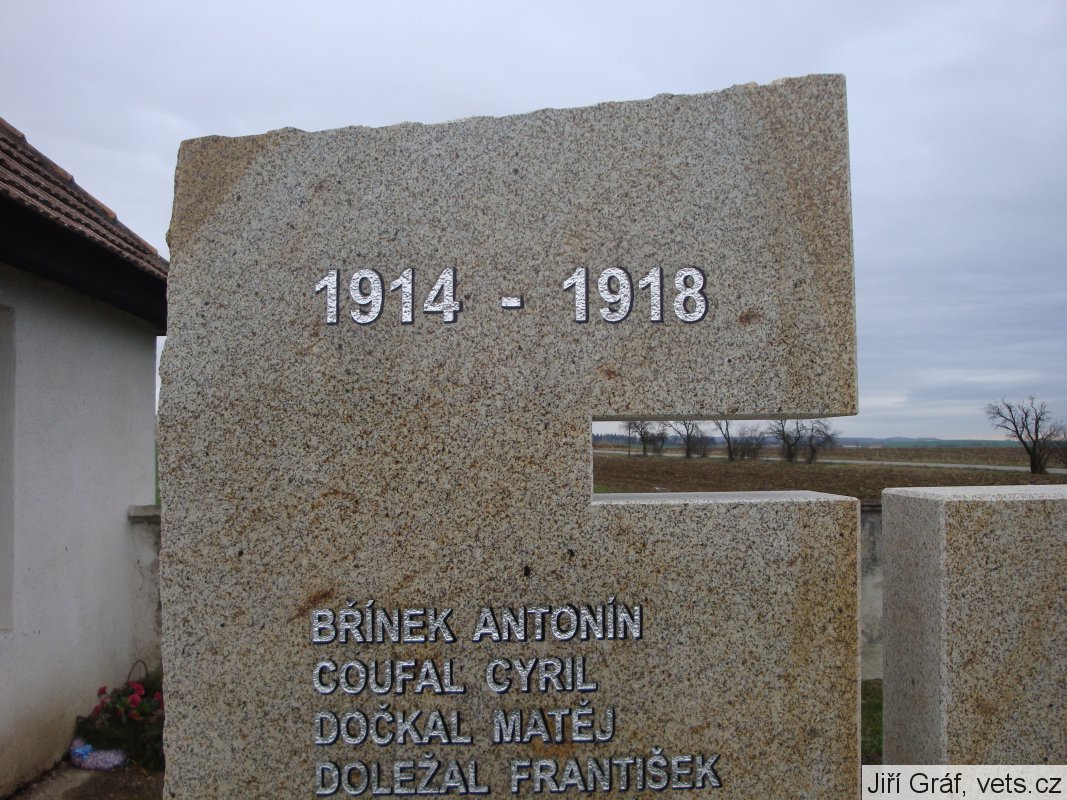 1914 - 1918
BŘÍNEK ANTONÍN
COUFAL CYRIL
DOČKAL MATĚJ
DOLEŽAL FRANTIŠEK
Jiří Gráf, vets.cz